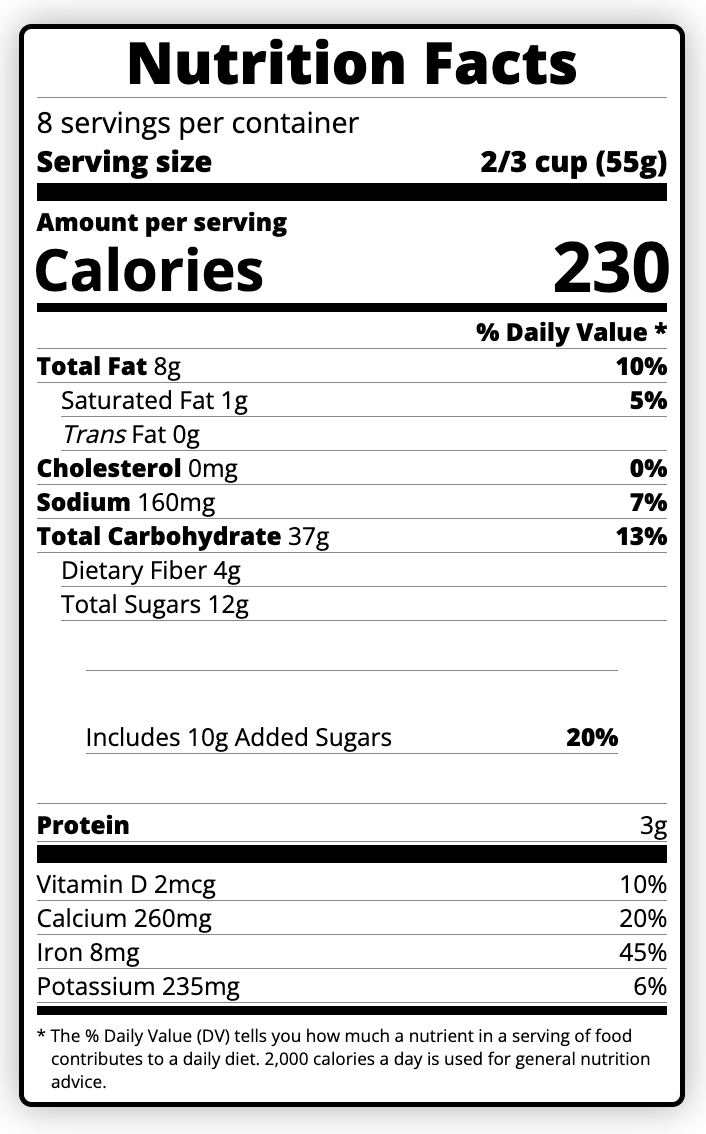 Nutrition Facts
8 servings per container
Serving size 2/3 cup (55g)
Amount per serving
Calories 230
% Daily Value *
Total Fat 8g 10%
Saturated Fat 1g 5%
Trans Fat 0g
Cholesterol 0mg 0%
Sodium 160mg 7%
Total Carbohydrate 37g 13%
Dietary Fiber 4g
Total Sugars 12g
Includes 10g Added Sugars 20%
Protein 3g
Vitamin D 2mcg 10%
Calcium 260mg 20%
Iron 8mg 45%
Potassium 235mg 6%
* The % Daily Value (DV) tells you how much a nutrient in a serving of food
contributes to a daily diet. 2,000 calories a day is used for general nutrition
advice.